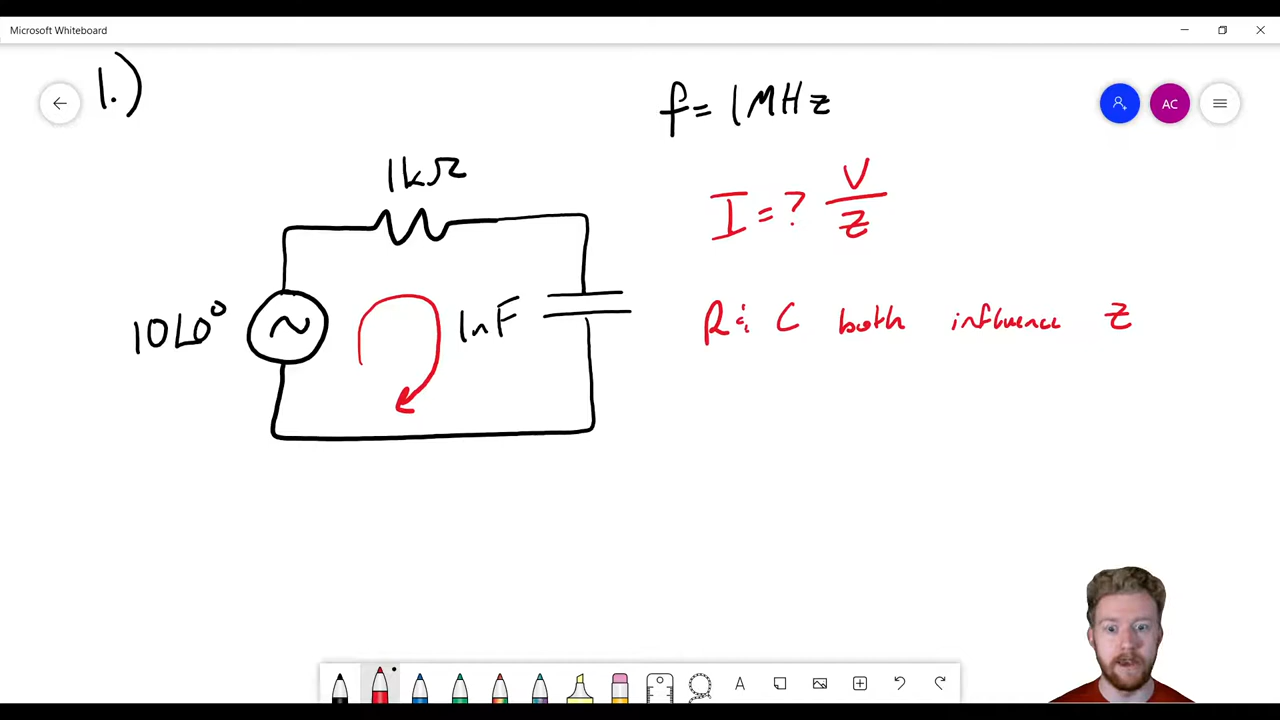 Microsoft Whiteboard
1.)
f = 1MHz
AC
1kΩ
I = ? V/Z
10∠0°
1nF
R & C both influence Z
A